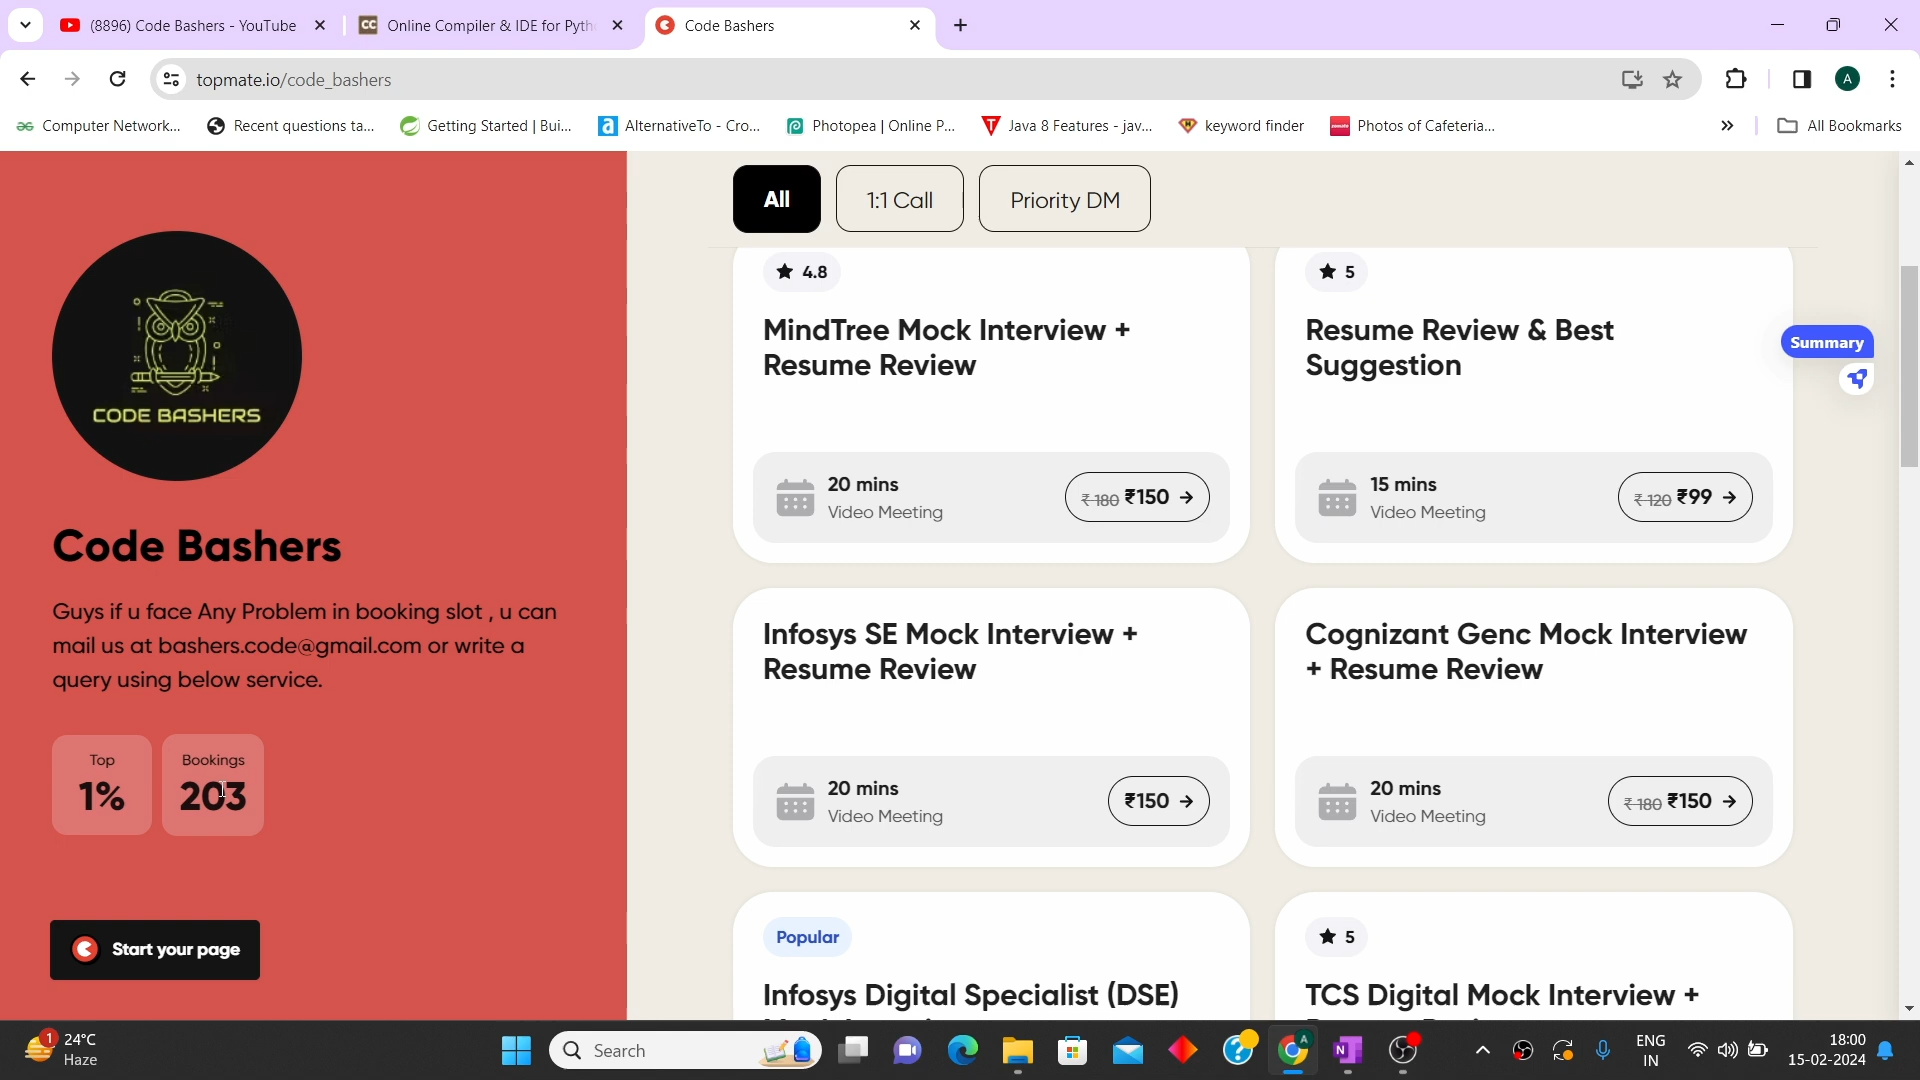 (8896) Code Bashers - YouTube
Online Compiler & IDE for Pyth
Code Bashers
topmate.io/code_bashers
A
Computer Network...
Recent questions ta...
Getting Started | Bui...
AlternativeTo - Cro...
Photopea | Online P...
Java 8 Features - jav...
keyword finder
Photos of Cafeteria...
All Bookmarks
CODE BASHERS
Code Bashers
Guys if u face Any Problem in booking slot , u can
mail us at bashers.code@gmail.com or write a
query using below service.
Top
1%
Bookings
203
Start your page
All
1:1 Call
Priority DM
4.8
MindTree Mock Interview +
Resume Review
20 mins
Video Meeting
₹ 180 ₹150 →
5
Resume Review & Best
Suggestion
15 mins
Video Meeting
₹ 120 ₹99 →
Summary
Infosys SE Mock Interview +
Resume Review
20 mins
Video Meeting
₹150 →
Cognizant Genc Mock Interview
+ Resume Review
20 mins
Video Meeting
₹ 180 ₹150 →
Popular
Infosys Digital Specialist (DSE)
5
TCS Digital Mock Interview +
1
24°C
Haze
Search
ENG
IN
18:00
15-02-2024